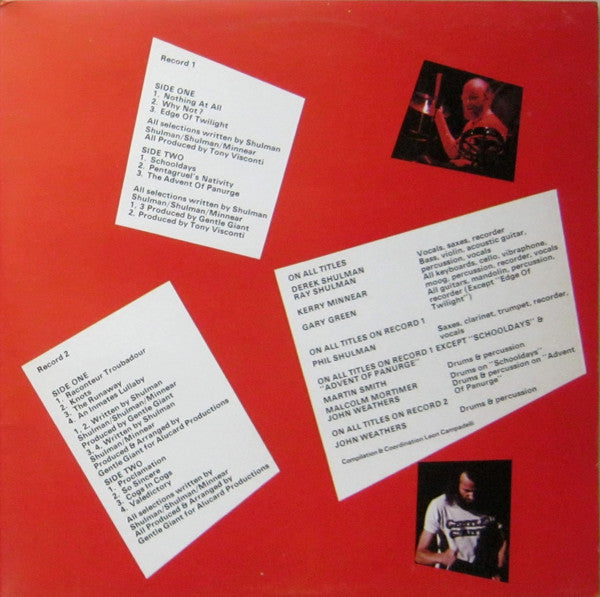 Record 1
SIDE ONE
1. Nothing At All
2. Why Not?
3. Edge Of Twilight
All selections written by Shulman
Shulman/Shulman/Minnear
All Produced by Tony Visconti
SIDE TWO
1. Schooldays
2. Pentagruel's Nativity
3. The Advent Of Panurge
All selections written by Shulman
Shulman/Shulman/Minnear
1. 3 Produced by Gentle Giant
2. Produced by Tony Visconti
ON ALL TITLES
DEREK SHULMAN Vocals, saxes, recorder
RAY SHULMAN Bass, violin, acoustic guitar,
percussion, vocals
KERRY MINNEAR All keyboards, cello, vibraphone,
moog, percussion, recorder, vocals
GARY GREEN All guitars, mandolin, percussion,
recorder (Except "Edge Of
Twilight")
ON ALL TITLES ON RECORD 1
PHIL SHULMAN Saxes, clarinet, trumpet, recorder,
vocals
ON ALL TITLES ON RECORD 1 EXCEPT "SCHOOLDAYS" &
"ADVENT OF PANURGE"
MARTIN SMITH Drums & percussion
MALCOLM MORTIMER Drums on "Schooldays"
JOHN WEATHERS Drums & percussion on "Advent
Of Panurge"
ON ALL TITLES ON RECORD 2
JOHN WEATHERS Drums & percussion
Compilation & Coordination Leon Campadelli
Record 2
SIDE ONE
1. Raconteur Troubadour
2. Knots
3. The Runaway
4. An Inmates Lullaby
1, 2. Written by Shulman
Shulman/Shulman/Minnear
Produced by Gentle Giant
3, 4. Written by Shulman
Shulman/Minnear
Produced & Arranged by
Gentle Giant for Alucard Productions
SIDE TWO
1. Proclamation
2. So Sincere
3. Cogs In Cogs
4. Valedictory
All selections written by
Shulman/Shulman/Minnear
All Produced & Arranged by
Gentle Giant for Alucard Productions